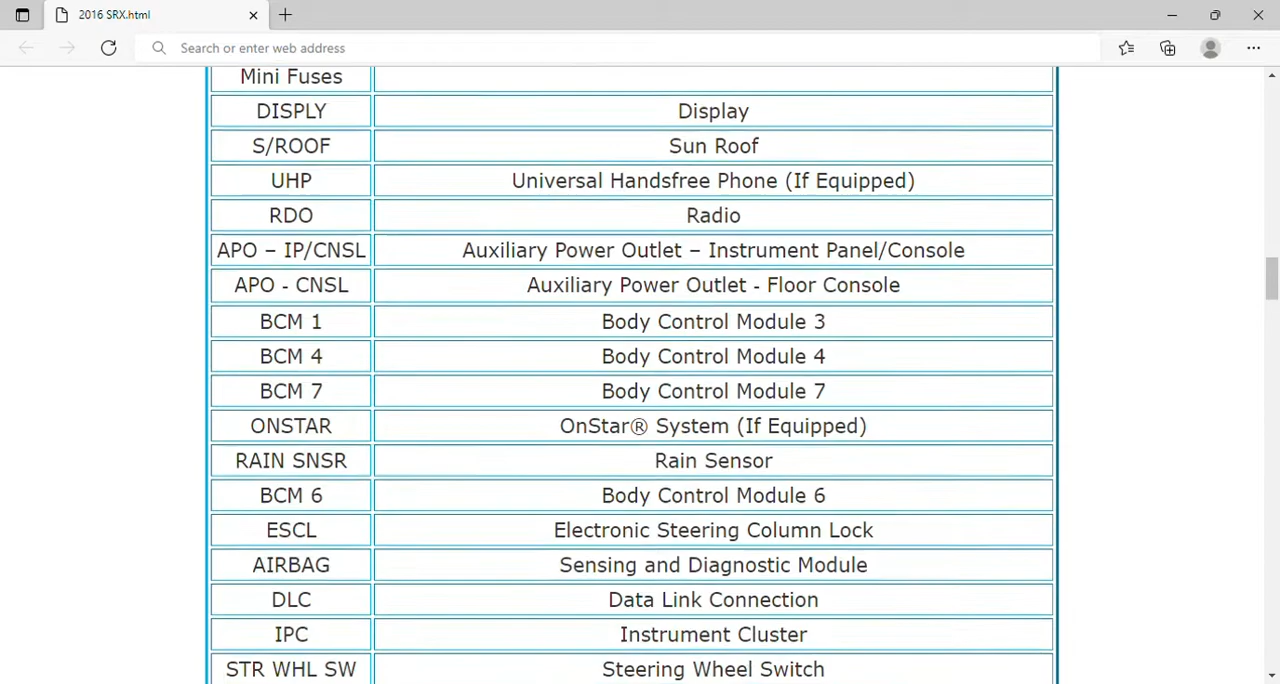 2016 SRX.html
Search or enter web address
Mini Fuses
DISPLY Display
S/ROOF Sun Roof
UHP Universal Handsfree Phone (If Equipped)
RDO Radio
APO – IP/CNSL Auxiliary Power Outlet – Instrument Panel/Console
APO - CNSL Auxiliary Power Outlet - Floor Console
BCM 1 Body Control Module 3
BCM 4 Body Control Module 4
BCM 7 Body Control Module 7
ONSTAR OnStar® System (If Equipped)
RAIN SNSR Rain Sensor
BCM 6 Body Control Module 6
ESCL Electronic Steering Column Lock
AIRBAG Sensing and Diagnostic Module
DLC Data Link Connection
IPC Instrument Cluster
STR WHL SW Steering Wheel Switch